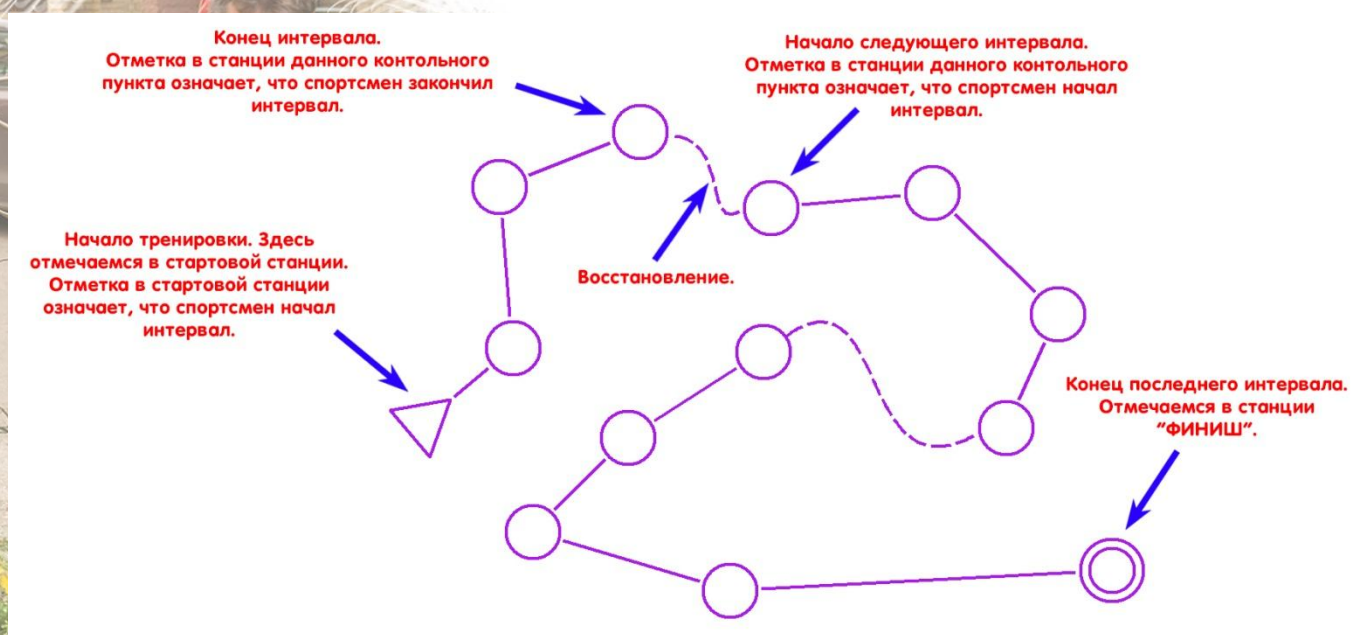 Конец интервала.
Отметка в станции данного контольного
пункта означает, что спортсмен закончил
интервал.
Начало следующего интервала.
Отметка в станции данного контольного
пункта означает, что спортсмен начал
интервал.
Начало тренировки. Здесь
отмечаемся в стартовой станции.
Отметка в стартовой станции
означает, что спортсмен начал
интервал.
Восстановление.
Конец последнего интервала.
Отмечаемся в станции
"ФИНИШ".